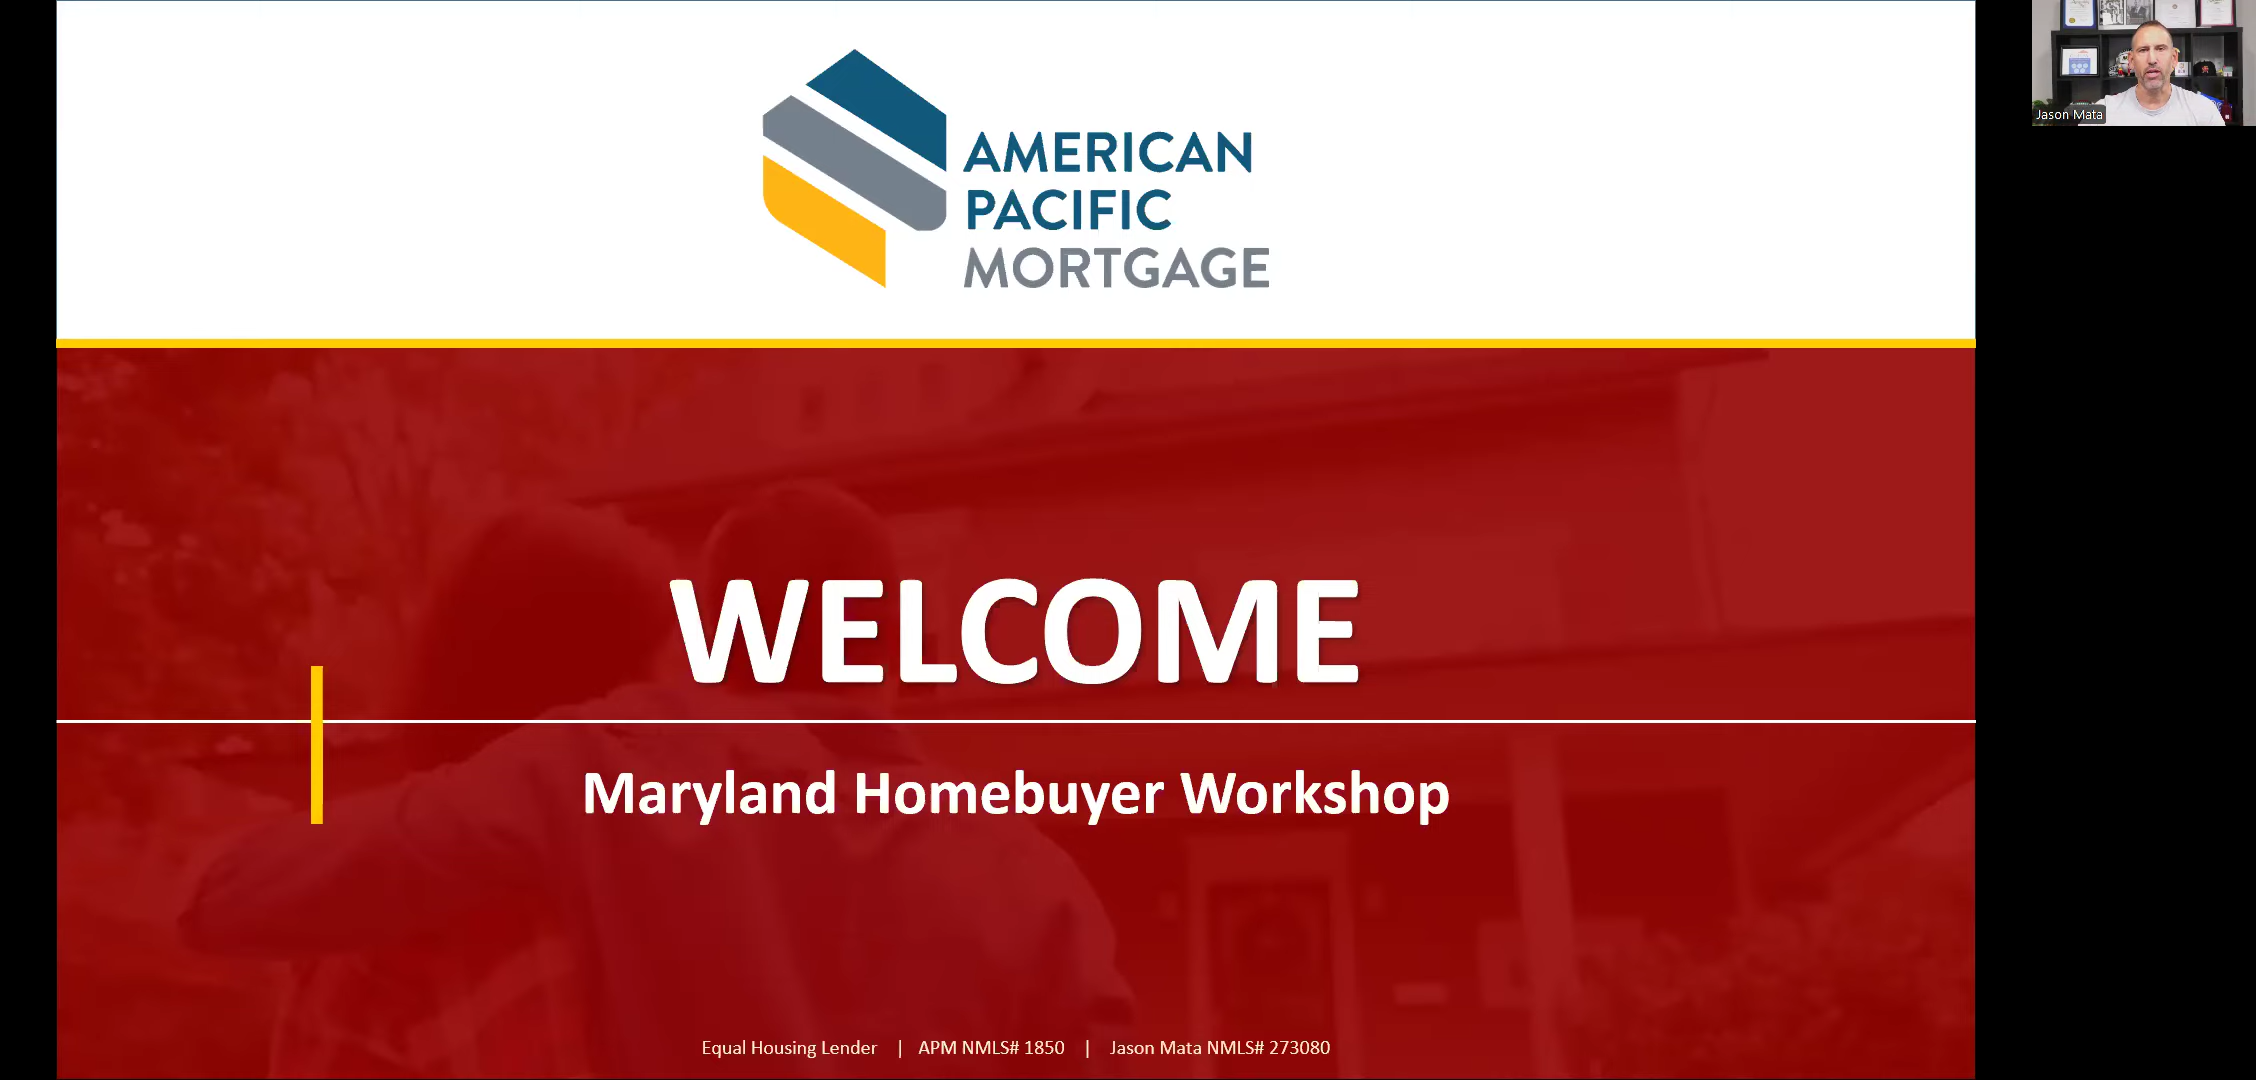 AMERICAN
PACIFIC
MORTGAGE
Jason Mata
WELCOME
Maryland Homebuyer Workshop
Equal Housing Lender | APM NMLS# 1850 | Jason Mata NMLS# 273080